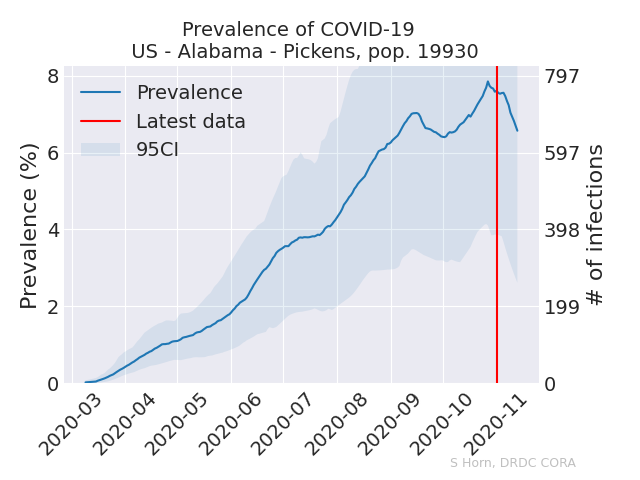 Prevalence of COVID-19
US - Alabama - Pickens, pop. 19930
Prevalence
Latest data
95CI
Prevalence (%)
8
6
4
2
0
# of infections
797
597
398
199
0
2020-03
2020-04
2020-05
2020-06
2020-07
2020-08
2020-09
2020-10
2020-11
S Horn, DRDC CORA